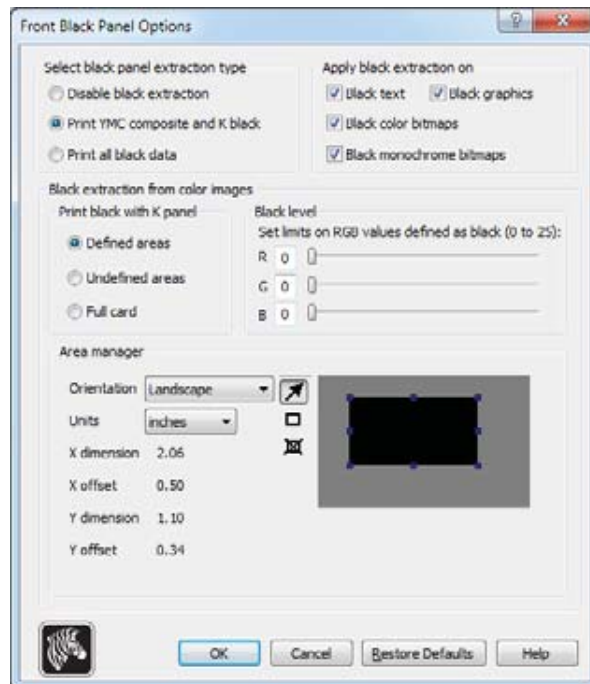 Front Black Panel Options
Select black panel extraction type
Disable black extraction
Print YMC composite and K black
Print all black data
Apply black extraction on
Black text
Black graphics
Black color bitmaps
Black monochrome bitmaps
Black extraction from color images
Print black with K panel
Defined areas
Undefined areas
Full card
Black level
Set limits on RGB values defined as black (0 to 25):
R 0
G 0
B 0
Area manager
Orientation Landscape
Units inches
X dimension 2.06
X offset 0.50
Y dimension 1.10
Y offset 0.34
OK
Cancel
Restore Defaults
Help